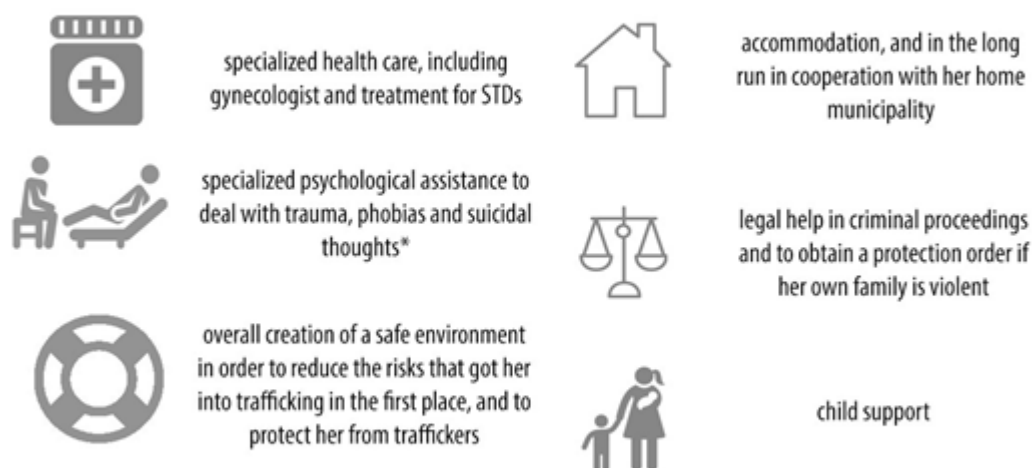 specialized health care, including
gynecologist and treatment for STDs
specialized psychological assistance to
deal with trauma, phobias and suicidal
thoughts*
overall creation of a safe environment
in order to reduce the risks that got her
into trafficking in the first place, and to
protect her from traffickers
accommodation, and in the long
run in cooperation with her home
municipality
legal help in criminal proceedings
and to obtain a protection order if
her own family is violent
child support